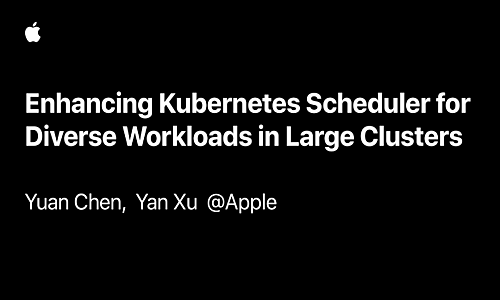 Enhancing Kubernetes Scheduler for
Diverse Workloads in Large Clusters
Yuan Chen, Yan Xu @Apple